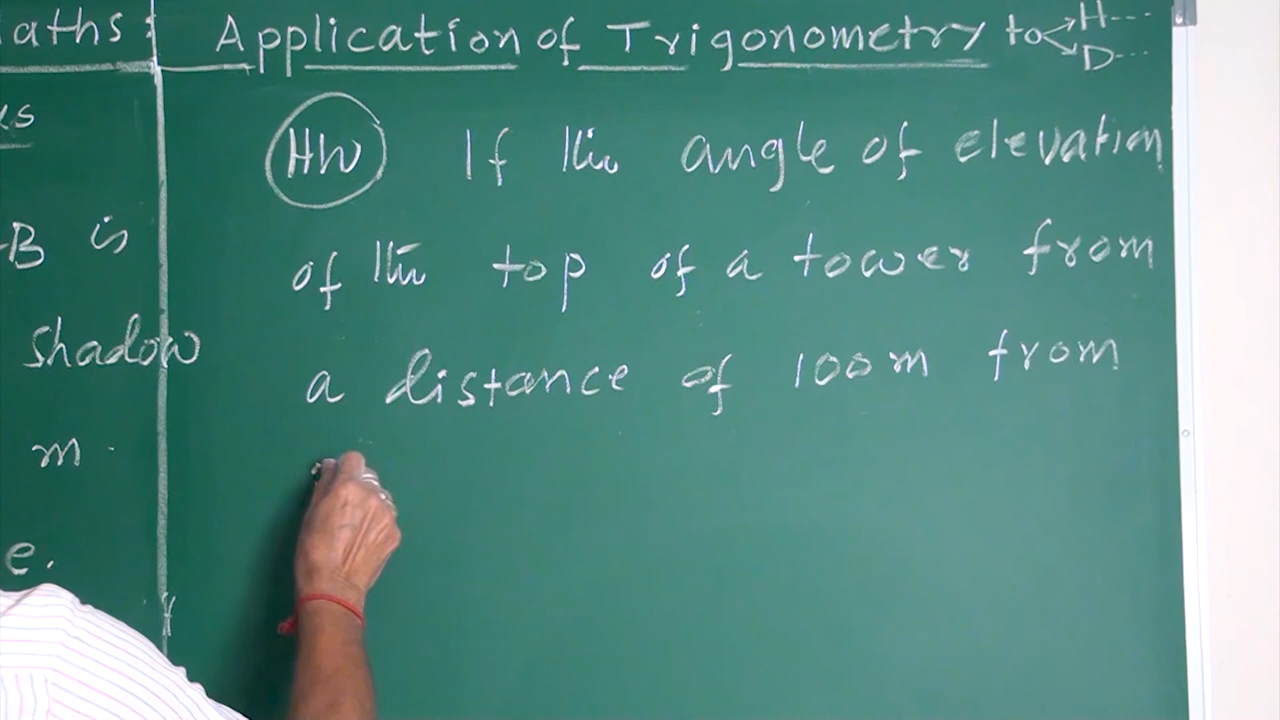 aths: Application of Trigonometry to H---
D---
es
HW If the angle of elevation
B is
of the top of a tower from
shadow
a distance of 100m from
m.
e.